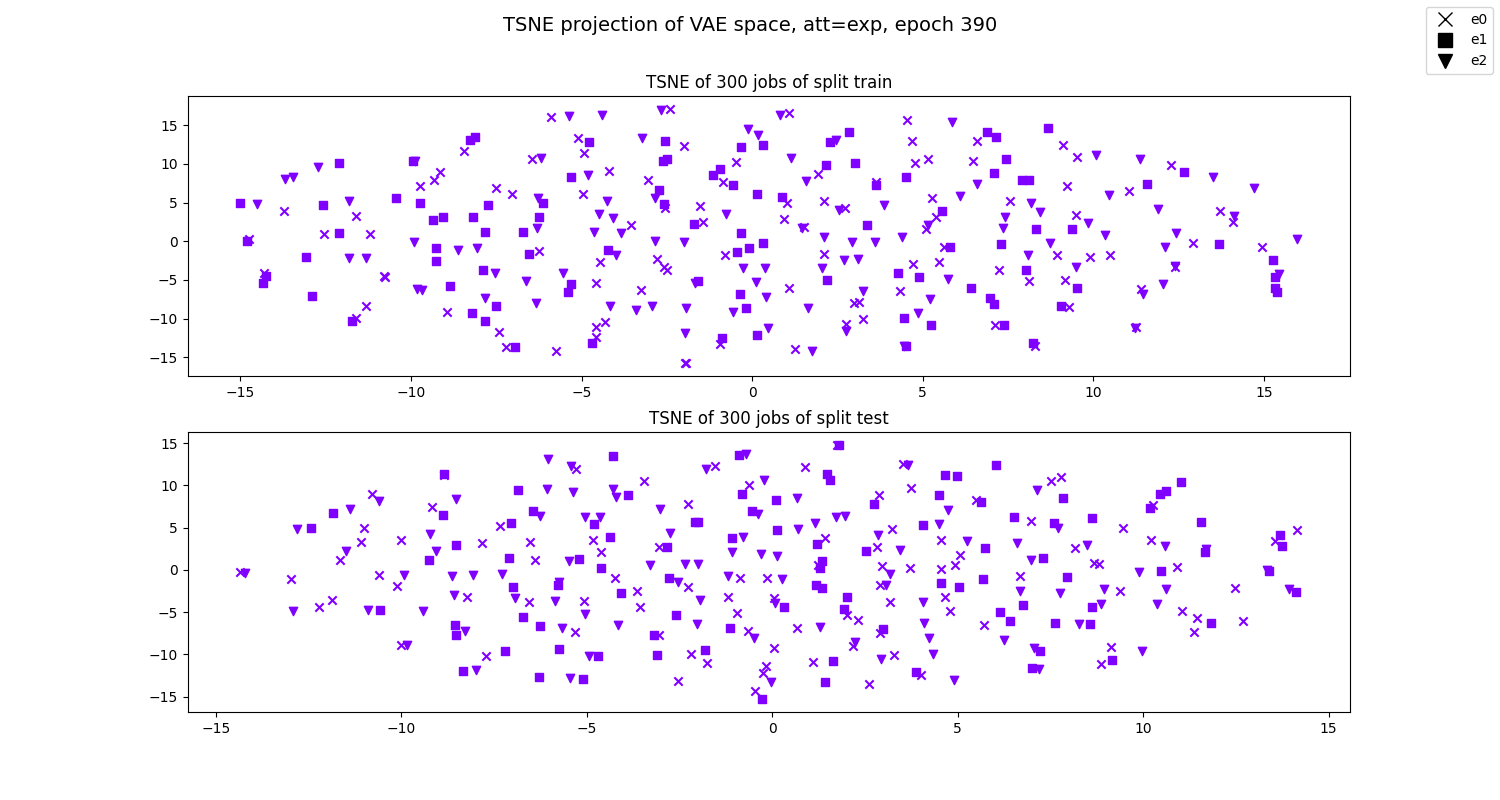 TSNE projection of VAE space, att=exp, epoch 390
e0
e1
e2
TSNE of 300 jobs of split train
15
10
5
0
−5
−10
−15
−15 −10 −5 0 5 10 15
TSNE of 300 jobs of split test
15
10
5
0
−5
−10
−15
−15 −10 −5 0 5 10 15